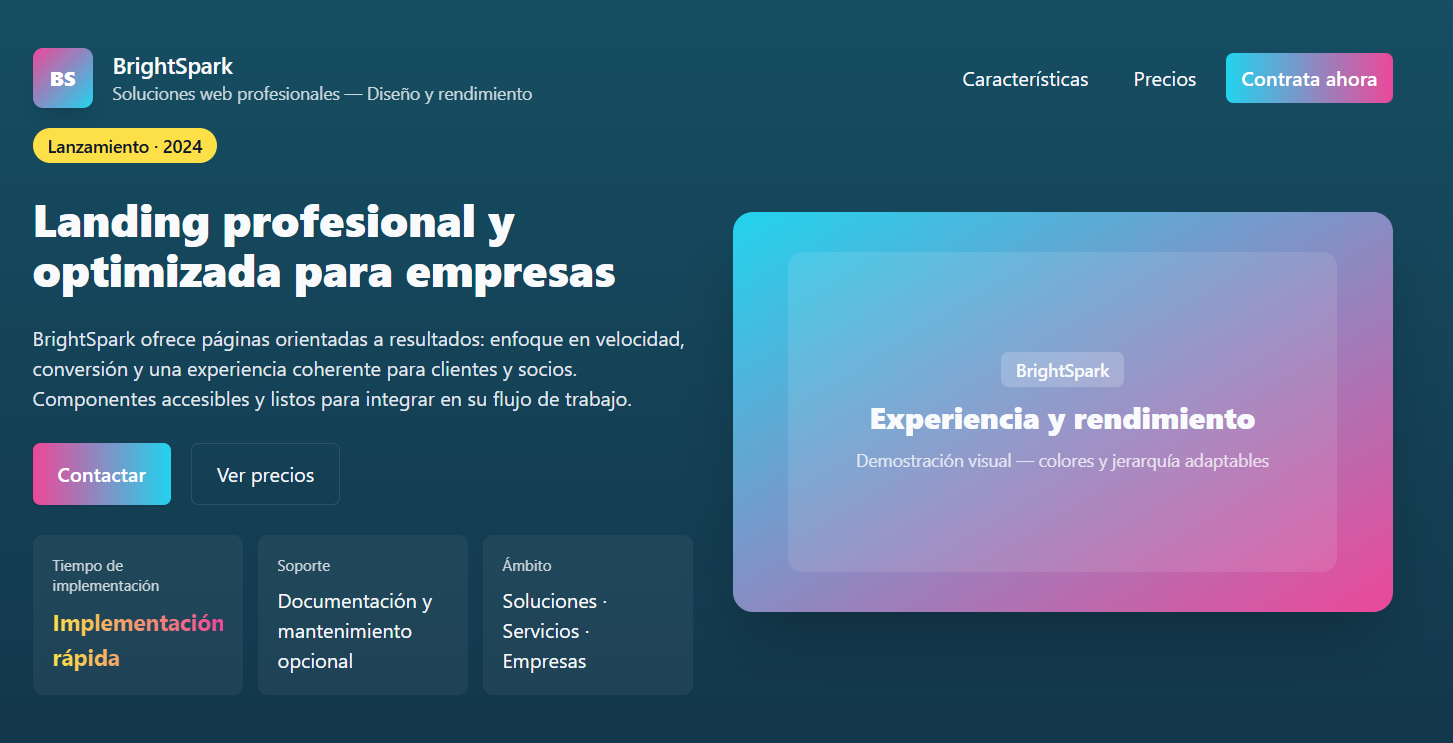 BS
BrightSpark
Soluciones web profesionales — Diseño y rendimiento
Características
Precios
Contrata ahora
Lanzamiento · 2024
Landing profesional y
optimizada para empresas
BrightSpark ofrece páginas orientadas a resultados: enfoque en velocidad,
conversión y una experiencia coherente para clientes y socios.
Componentes accesibles y listos para integrar en su flujo de trabajo.
Contactar
Ver precios
Tiempo de
implementación
Implementación
rápida
Soporte
Documentación y
mantenimiento
opcional
Ámbito
Soluciones ·
Servicios ·
Empresas
BrightSpark
Experiencia y rendimiento
Demostración visual — colores y jerarquía adaptables